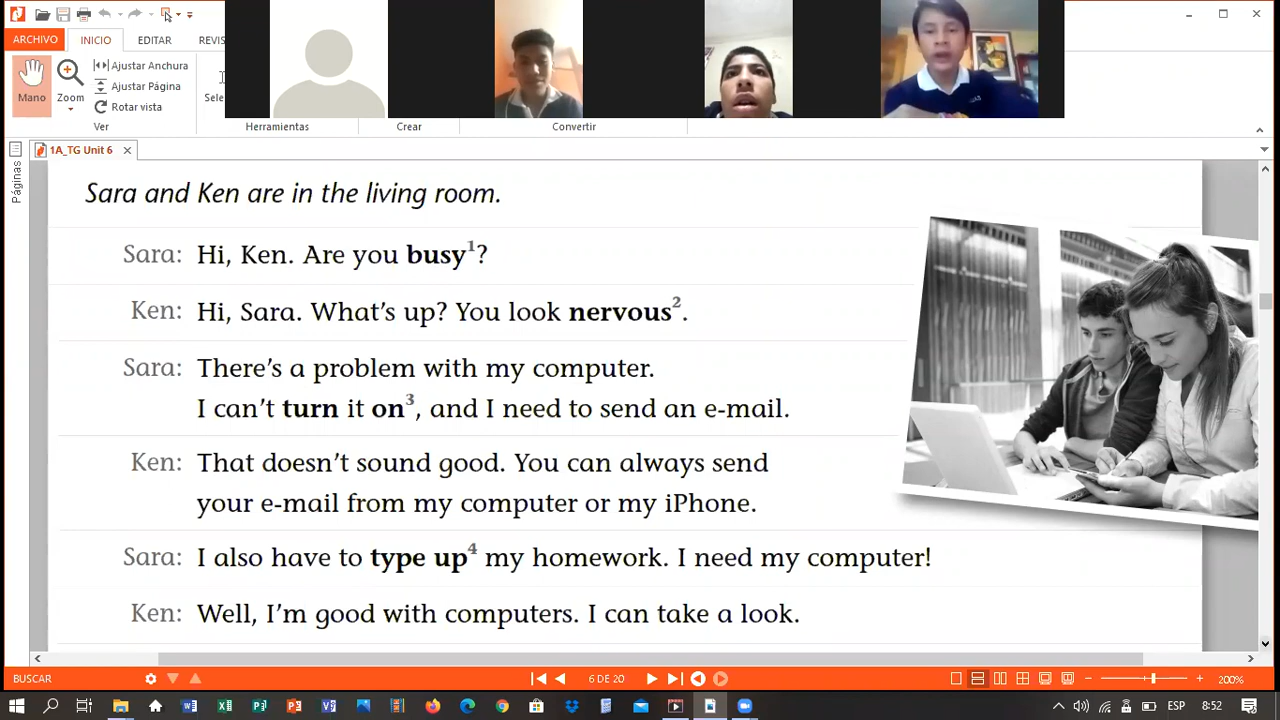 ARCHIVO INICIO EDITAR REVIS
Mano
Zoom
Ajustar Anchura
Ajustar Página
Rotar vista
Sele
Ver Herramientas Crear Convertir
1A_TG Unit 6
Páginas
Sara and Ken are in the living room.
Sara: Hi, Ken. Are you busy¹?
Ken: Hi, Sara. What's up? You look nervous².
Sara: There's a problem with my computer.
I can't turn it on³, and I need to send an e-mail.
Ken: That doesn't sound good. You can always send
your e-mail from my computer or my iPhone.
Sara: I also have to type up⁴ my homework. I need my computer!
Ken: Well, I'm good with computers. I can take a look.
BUSCAR 6 DE 20 200%
ESP 8:52